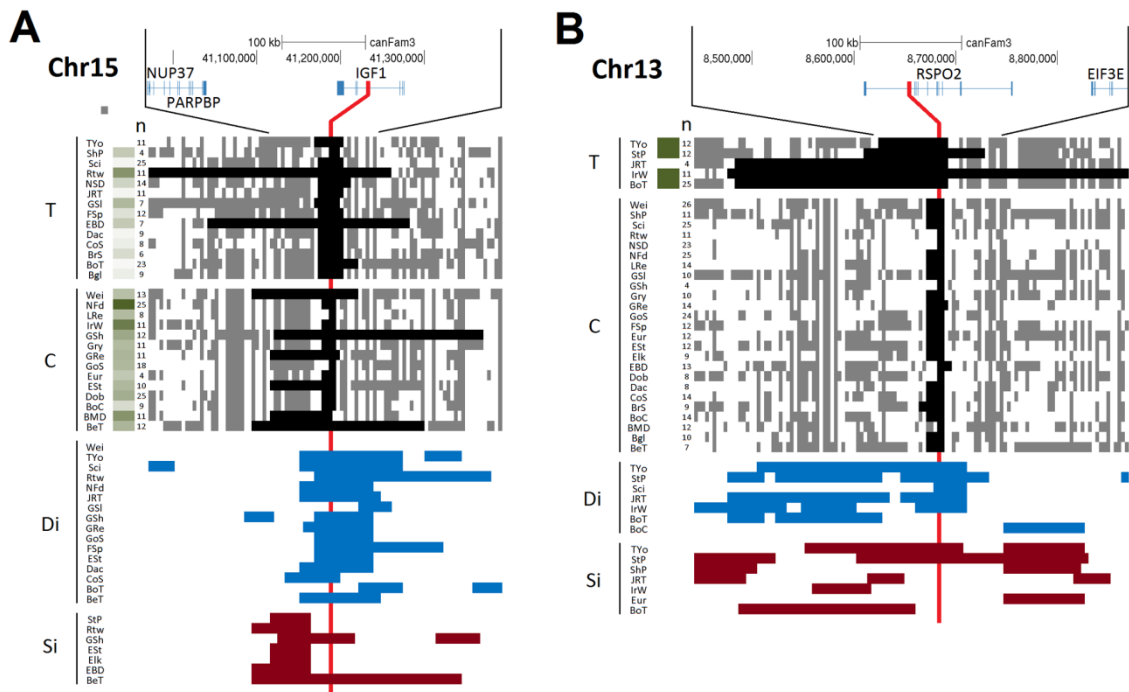 A
100 kb canFam3
41,100,000 41,200,000 41,300,000
Chr15
NUP37 IGF1
PARPBP
n
T
TYo 11
ShP 4
Sci 25
Rtw 11
NSD 14
JRT 11
GSl 7
FSp 12
EBD 7
Dac 9
CoS 8
BrS 6
BoT 23
Bgl 9
C
Wei 13
NFd 25
LRe 8
IrW 11
GSh 12
Gry 11
GRe 11
GoS 18
Eur 4
ESt 10
Dob 25
BoC 9
BMD 11
BeT 12
Di
Wei
TYo
Sci
Rtw
NFd
JRT
GSl
GSh
GRe
GoS
FSp
ESt
Dac
CoS
BoT
BeT
Si
StP
Rtw
GSh
ESt
Elk
EBD
BeT
B
100 kb canFam3
8,500,000 8,600,000 8,700,000 8,800,000
Chr13
RSPO2 EIF3E
n
T
TYo 12
StP 12
JRT 4
IrW 11
BoT 25
C
Wei 26
ShP 11
Sci 25
Rtw 11
NSD 23
NFd 25
LRe 14
GSl 10
GSh 4
Gry 10
GRe 14
GoS 24
FSp 12
Eur 12
ESt 12
Elk 9
EBD 13
Dob 8
Dac 8
CoS 14
BrS 9
BoC 14
BMD 12
Bgl 10
BeT 7
Di
TYo
StP
Sci
JRT
IrW
BoT
BoC
Si
TYo
StP
ShP
JRT
IrW
Eur
BoT